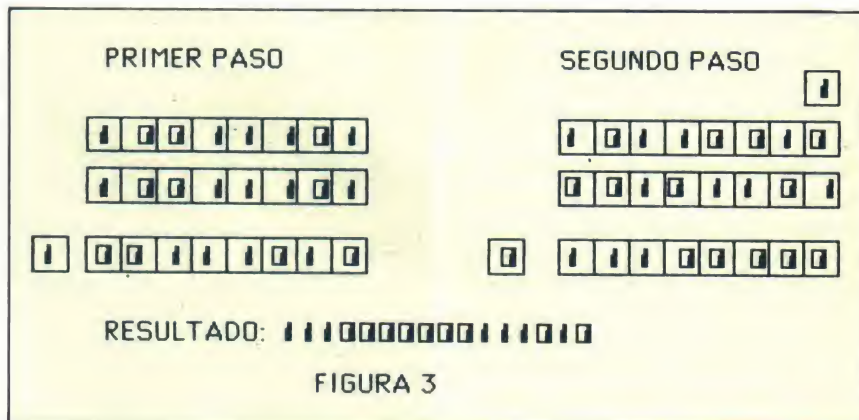 PRIMER PASO SEGUNDO PASO
1
1 0 0 1 1 1 0 1 1 0 1 1 0 0 1 0
1 0 0 1 1 1 0 1 0 0 1 0 1 1 0 1
1 0 0 1 1 1 0 1 0 0 1 1 1 0 0 0 0 0
RESULTADO: 1110000000111010
FIGURA 3